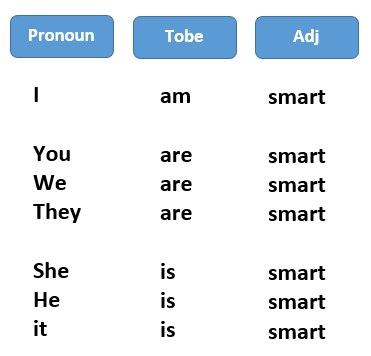 Pronoun Tobe Adj
I am smart
You are smart
We are smart
They are smart
She is smart
He is smart
it is smart